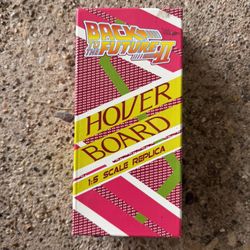 BACK
TO THE
FUTURE II
HOVER
BOARD
1:5 SCALE REPLICA